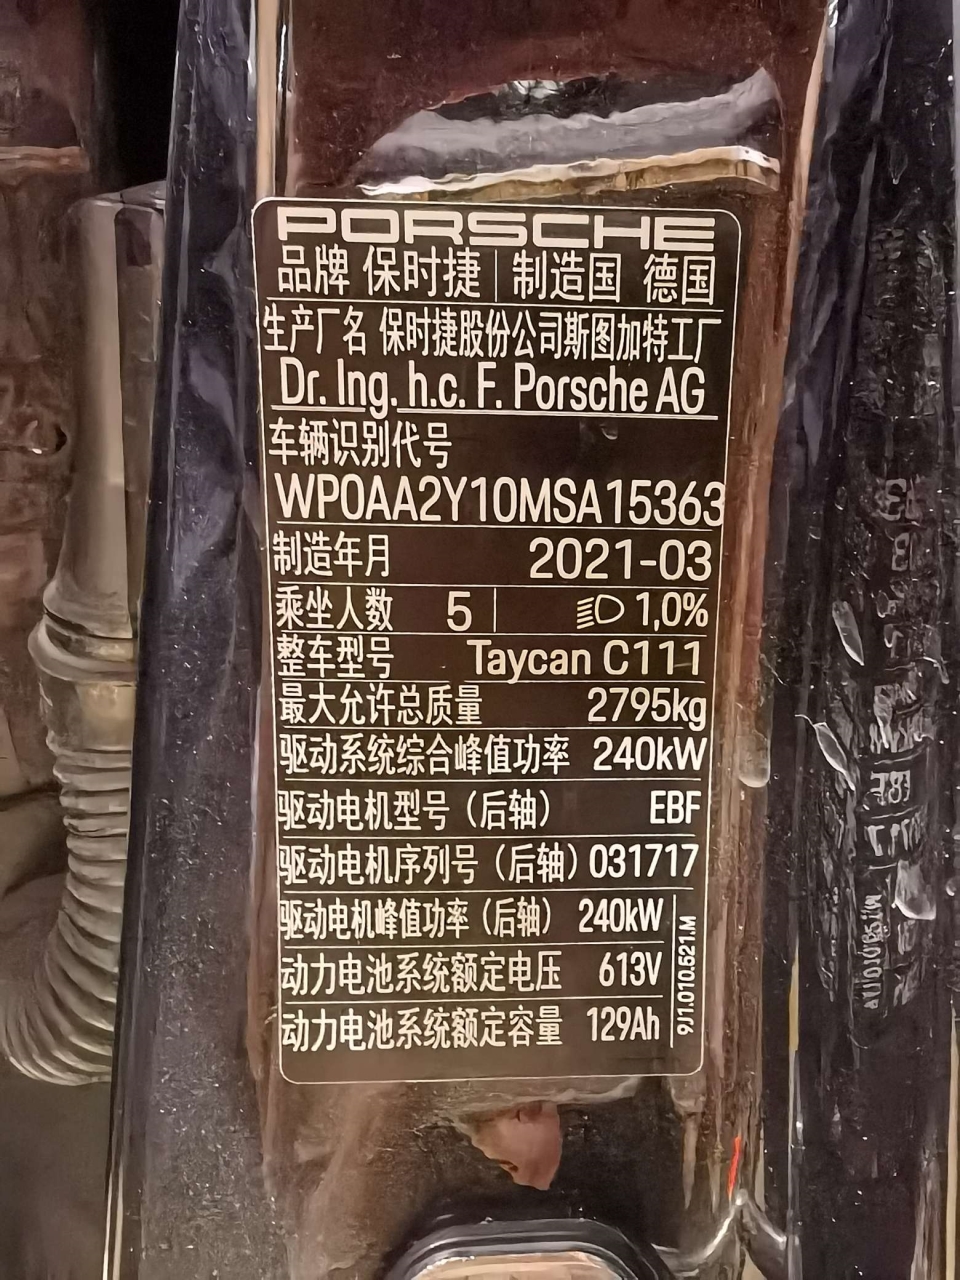 PORSCHE
品牌 保时捷 制造国 德国
生产厂名 保时捷股份公司斯图加特工厂
Dr. Ing. h.c. F. Porsche AG
车辆识别代号
WP0AA2Y10MSA15363
制造年月 2021-03
乘坐人数 5 1,0%
整车型号 Taycan C111
最大允许总质量 2795kg
驱动系统综合峰值功率 240kW
驱动电机型号（后轴） EBF
驱动电机序列号（后轴） 031717
驱动电机峰值功率（后轴） 240kW
动力电池系统额定电压 613V
动力电池系统额定容量 129Ah
9J1.010.521.M